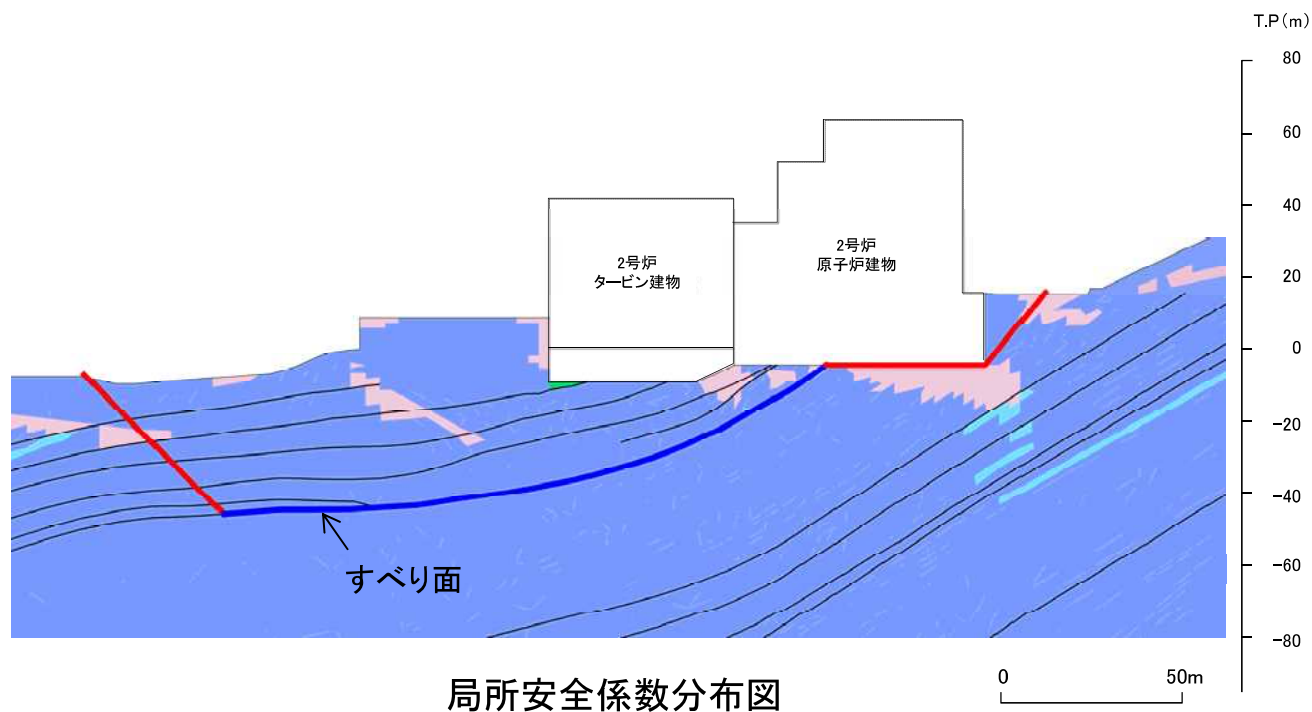 T.P(m)
80
60
40
20
0
-20
-40
-60
-80
2号炉
タービン建物
2号炉
原子炉建物
すべり面
局所安全係数分布図
0
50m